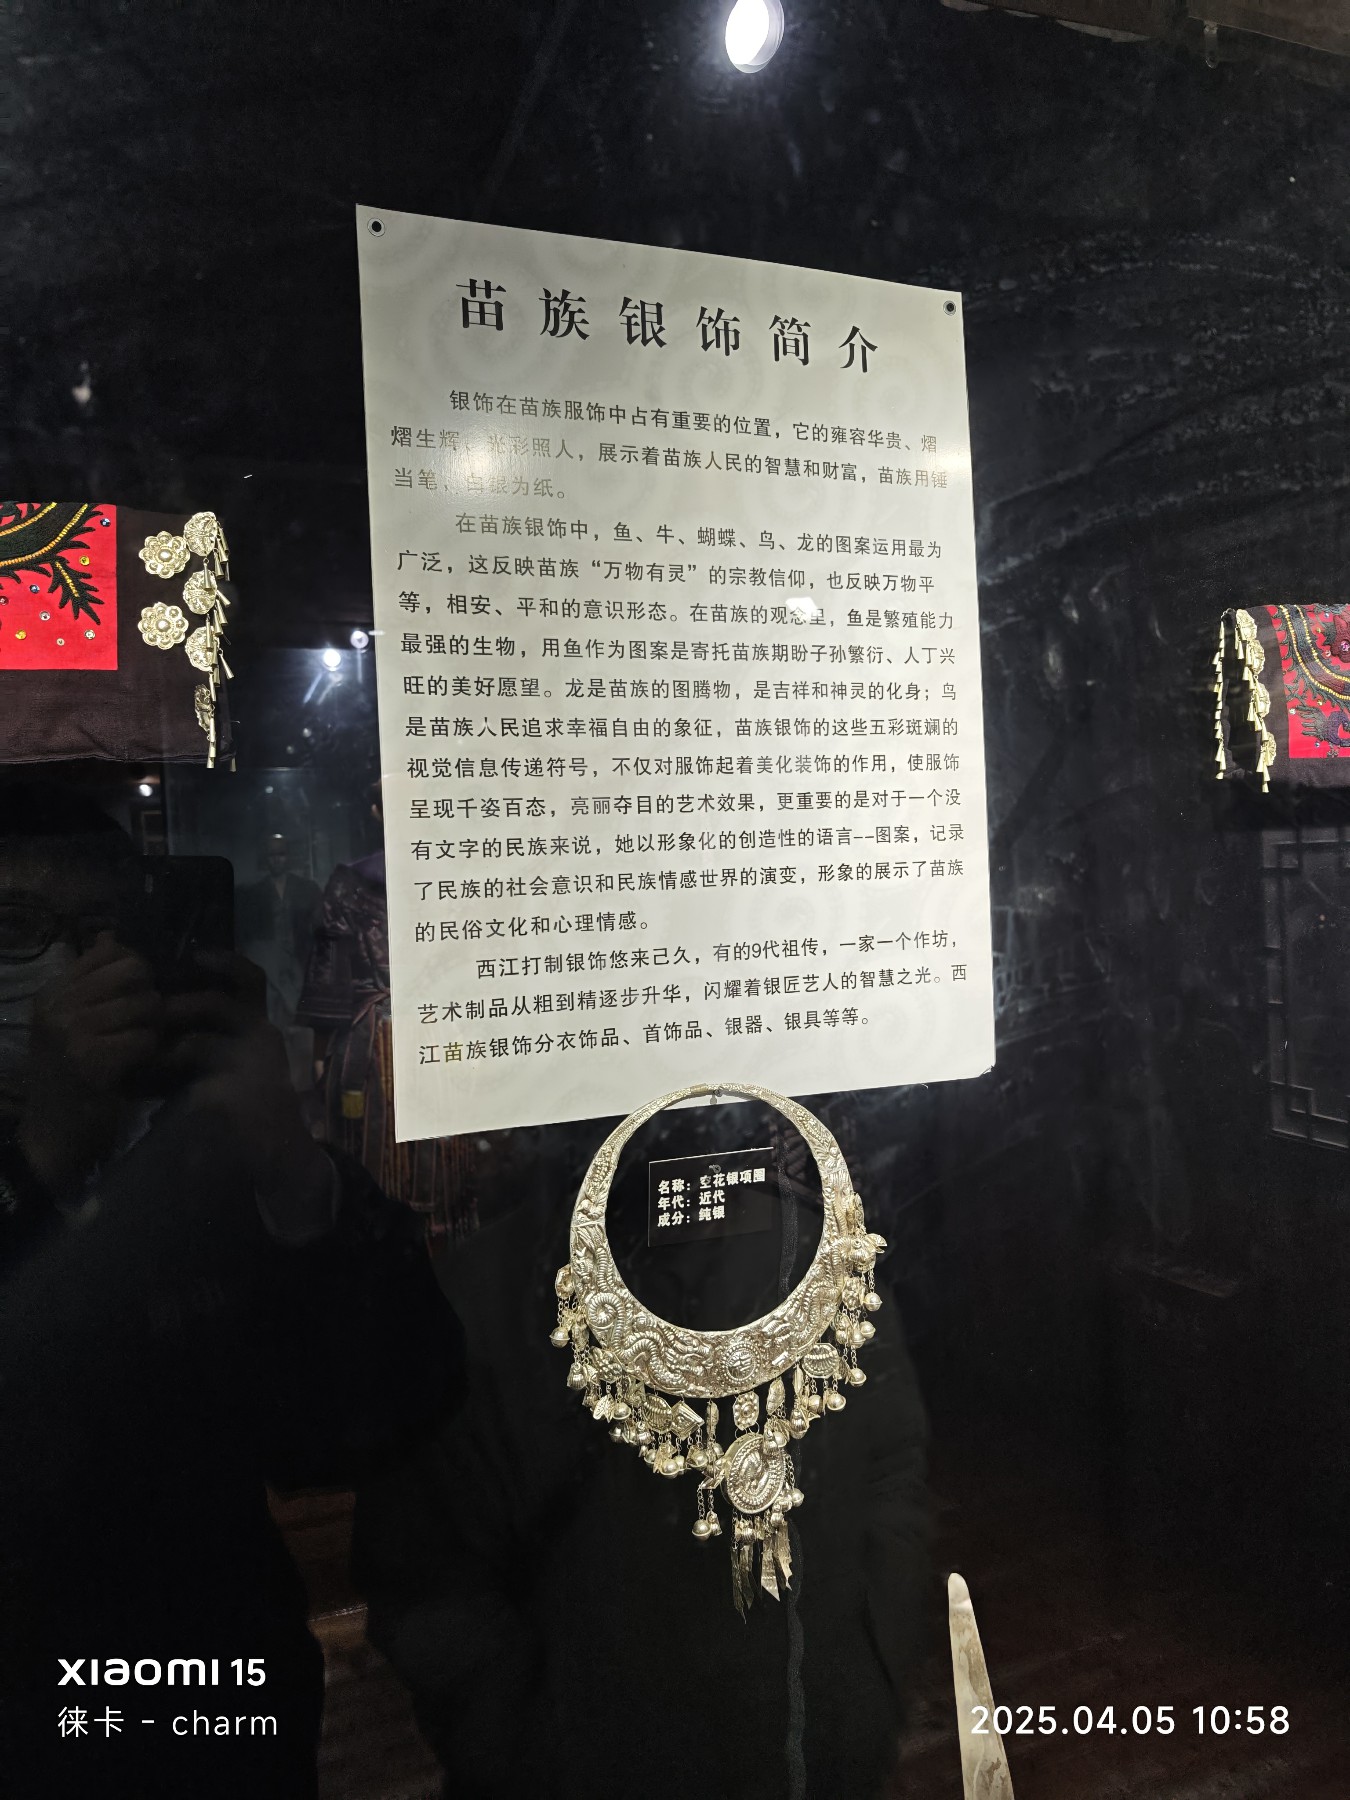 苗族银饰简介
银饰在苗族服饰中占有重要的位置，它的雍容华贵、熠
熠生辉、光彩照人，展示着苗族人民的智慧和财富，苗族用锤
当笔，白银为纸。
在苗族银饰中，鱼、牛、蝴蝶、鸟、龙的图案运用最为
广泛，这反映苗族“万物有灵”的宗教信仰，也反映万物平
等，相安、平和的意识形态。在苗族的观念里，鱼是繁殖能力
最强的生物，用鱼作为图案是寄托苗族期盼子孙繁衍、人丁兴
旺的美好愿望。龙是苗族的图腾物，是吉祥和神灵的化身；鸟
是苗族人民追求幸福自由的象征，苗族银饰的这些五彩斑斓的
视觉信息传递符号，不仅对服饰起着美化装饰的作用，使服饰
呈现千姿百态，亮丽夺目的艺术效果，更重要的是对于一个没
有文字的民族来说，她以形象化的创造性的语言--图案，记录
了民族的社会意识和民族情感世界的演变，形象的展示了苗族
的民俗文化和心理情感。
西江打制银饰悠来己久，有的9代祖传，一家一个作坊，
艺术制品从粗到精逐步升华，闪耀着银匠艺人的智慧之光。西
江苗族银饰分衣饰品、首饰品、银器、银具等等。
名称：空花银项圈
年代：近代
成分：纯银
xiaomi 15
徕卡 - charm
2025.04.05 10:58